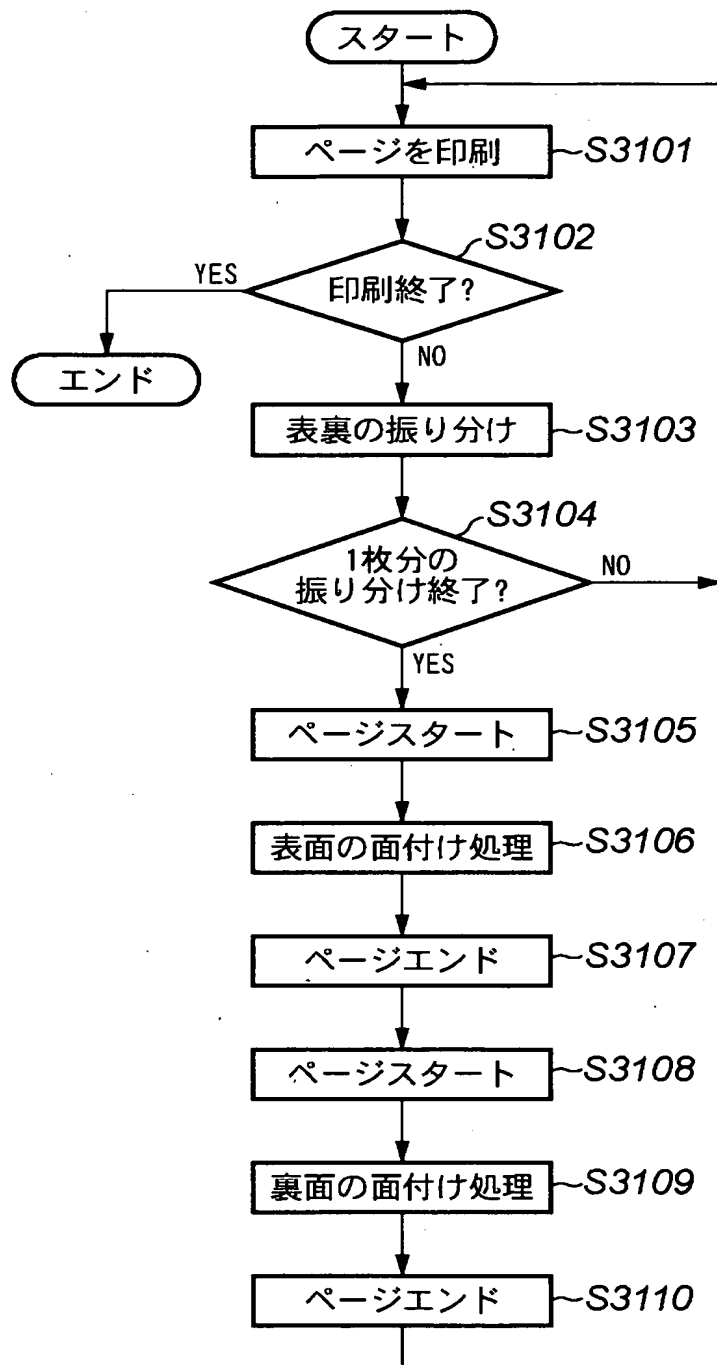 スタート
ページを印刷
S3101
S3102
印刷終了?
YES
NO
エンド
表裏の振り分け
S3103
S3104
1枚分の
振り分け終了?
NO
YES
ページスタート
S3105
表面の面付け処理
S3106
ページエンド
S3107
ページスタート
S3108
裏面の面付け処理
S3109
ページエンド
S3110